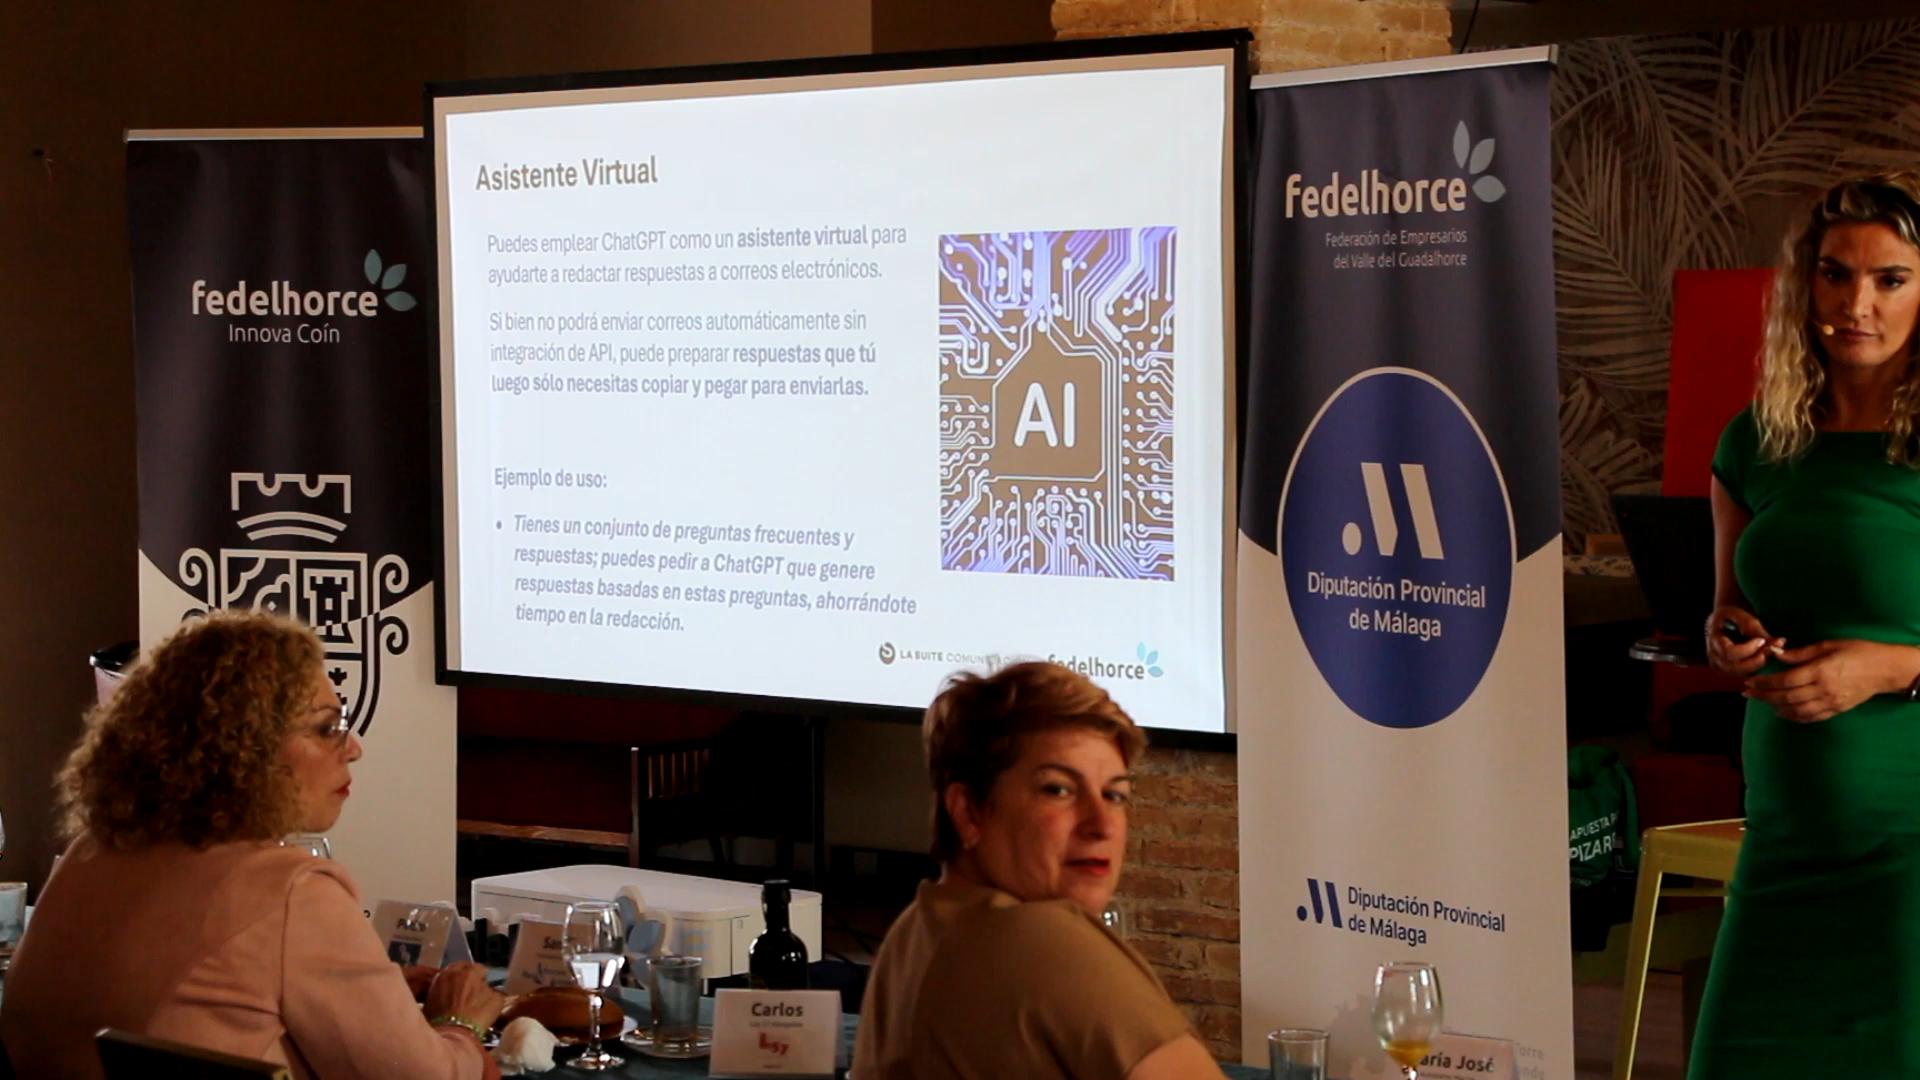 fedelhorce
Innova Coín
Asistente Virtual
Puedes emplear ChatGPT como un asistente virtual para
ayudarte a redactar respuestas a correos electrónicos.
Si bien no podrá enviar correos automáticamente sin
integración de API, puede preparar respuestas que tú
luego sólo necesitas copiar y pegar para enviarlas.
Ejemplo de uso:
• Tienes un conjunto de preguntas frecuentes y
respuestas; puedes pedir a ChatGPT que genere
respuestas basadas en estas preguntas, ahorrándote
tiempo en la redacción.
AI
LA SUITE
fedelhorce
fedelhorce
Federación de Empresarios
del Valle del Guadalhorce
Diputación Provincial
de Málaga
Diputación Provincial
de Málaga
APUESTA
Carlos
María José